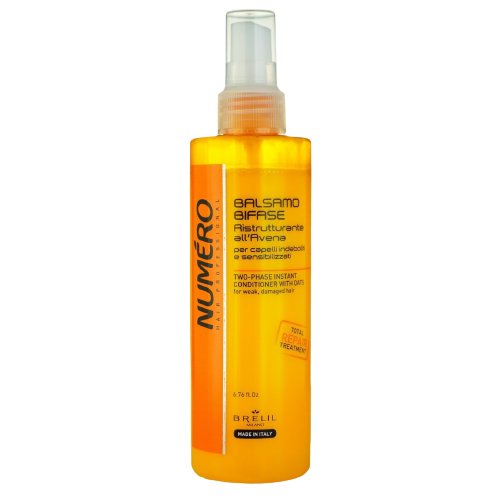 NUMÉRO
HAIR PROFESSIONAL
BALSAMO
BIFASE
Ristrutturante
all'Avena
per capelli indeboliti
e sensibilizzati
TWO-PHASE INSTANT
CONDITIONER WITH OATS
for weak, damaged hair
TOTAL
REPAIR
TREATMENT
6.76 fl.Oz
BRELIL
MILANO
MADE IN ITALY